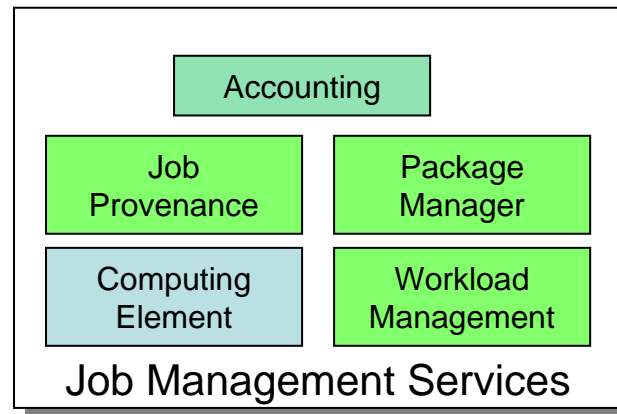 Accounting
Job
Provenance
Package
Manager
Computing
Element
Workload
Management
Job Management Services